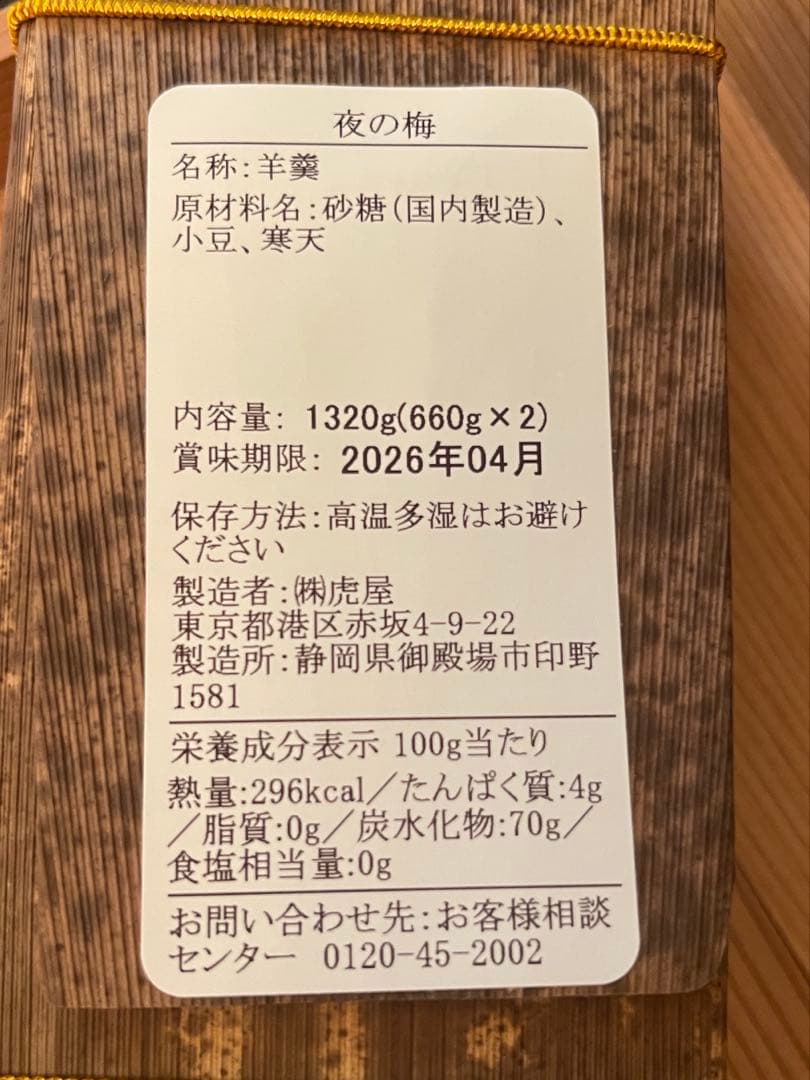 夜の梅
名称:羊羹
原材料名:砂糖(国内製造)、
小豆、寒天
内容量: 1320g(660g×2)
賞味期限: 2026年04月
保存方法:高温多湿はお避け
ください
製造者:㈱虎屋
東京都港区赤坂4-9-22
製造所:静岡県御殿場市印野
1581
栄養成分表示 100g当たり
熱量:296kcal／たんぱく質:4g
／脂質:0g／炭水化物:70g／
食塩相当量:0g
お問い合わせ先:お客様相談
センター 0120-45-2002